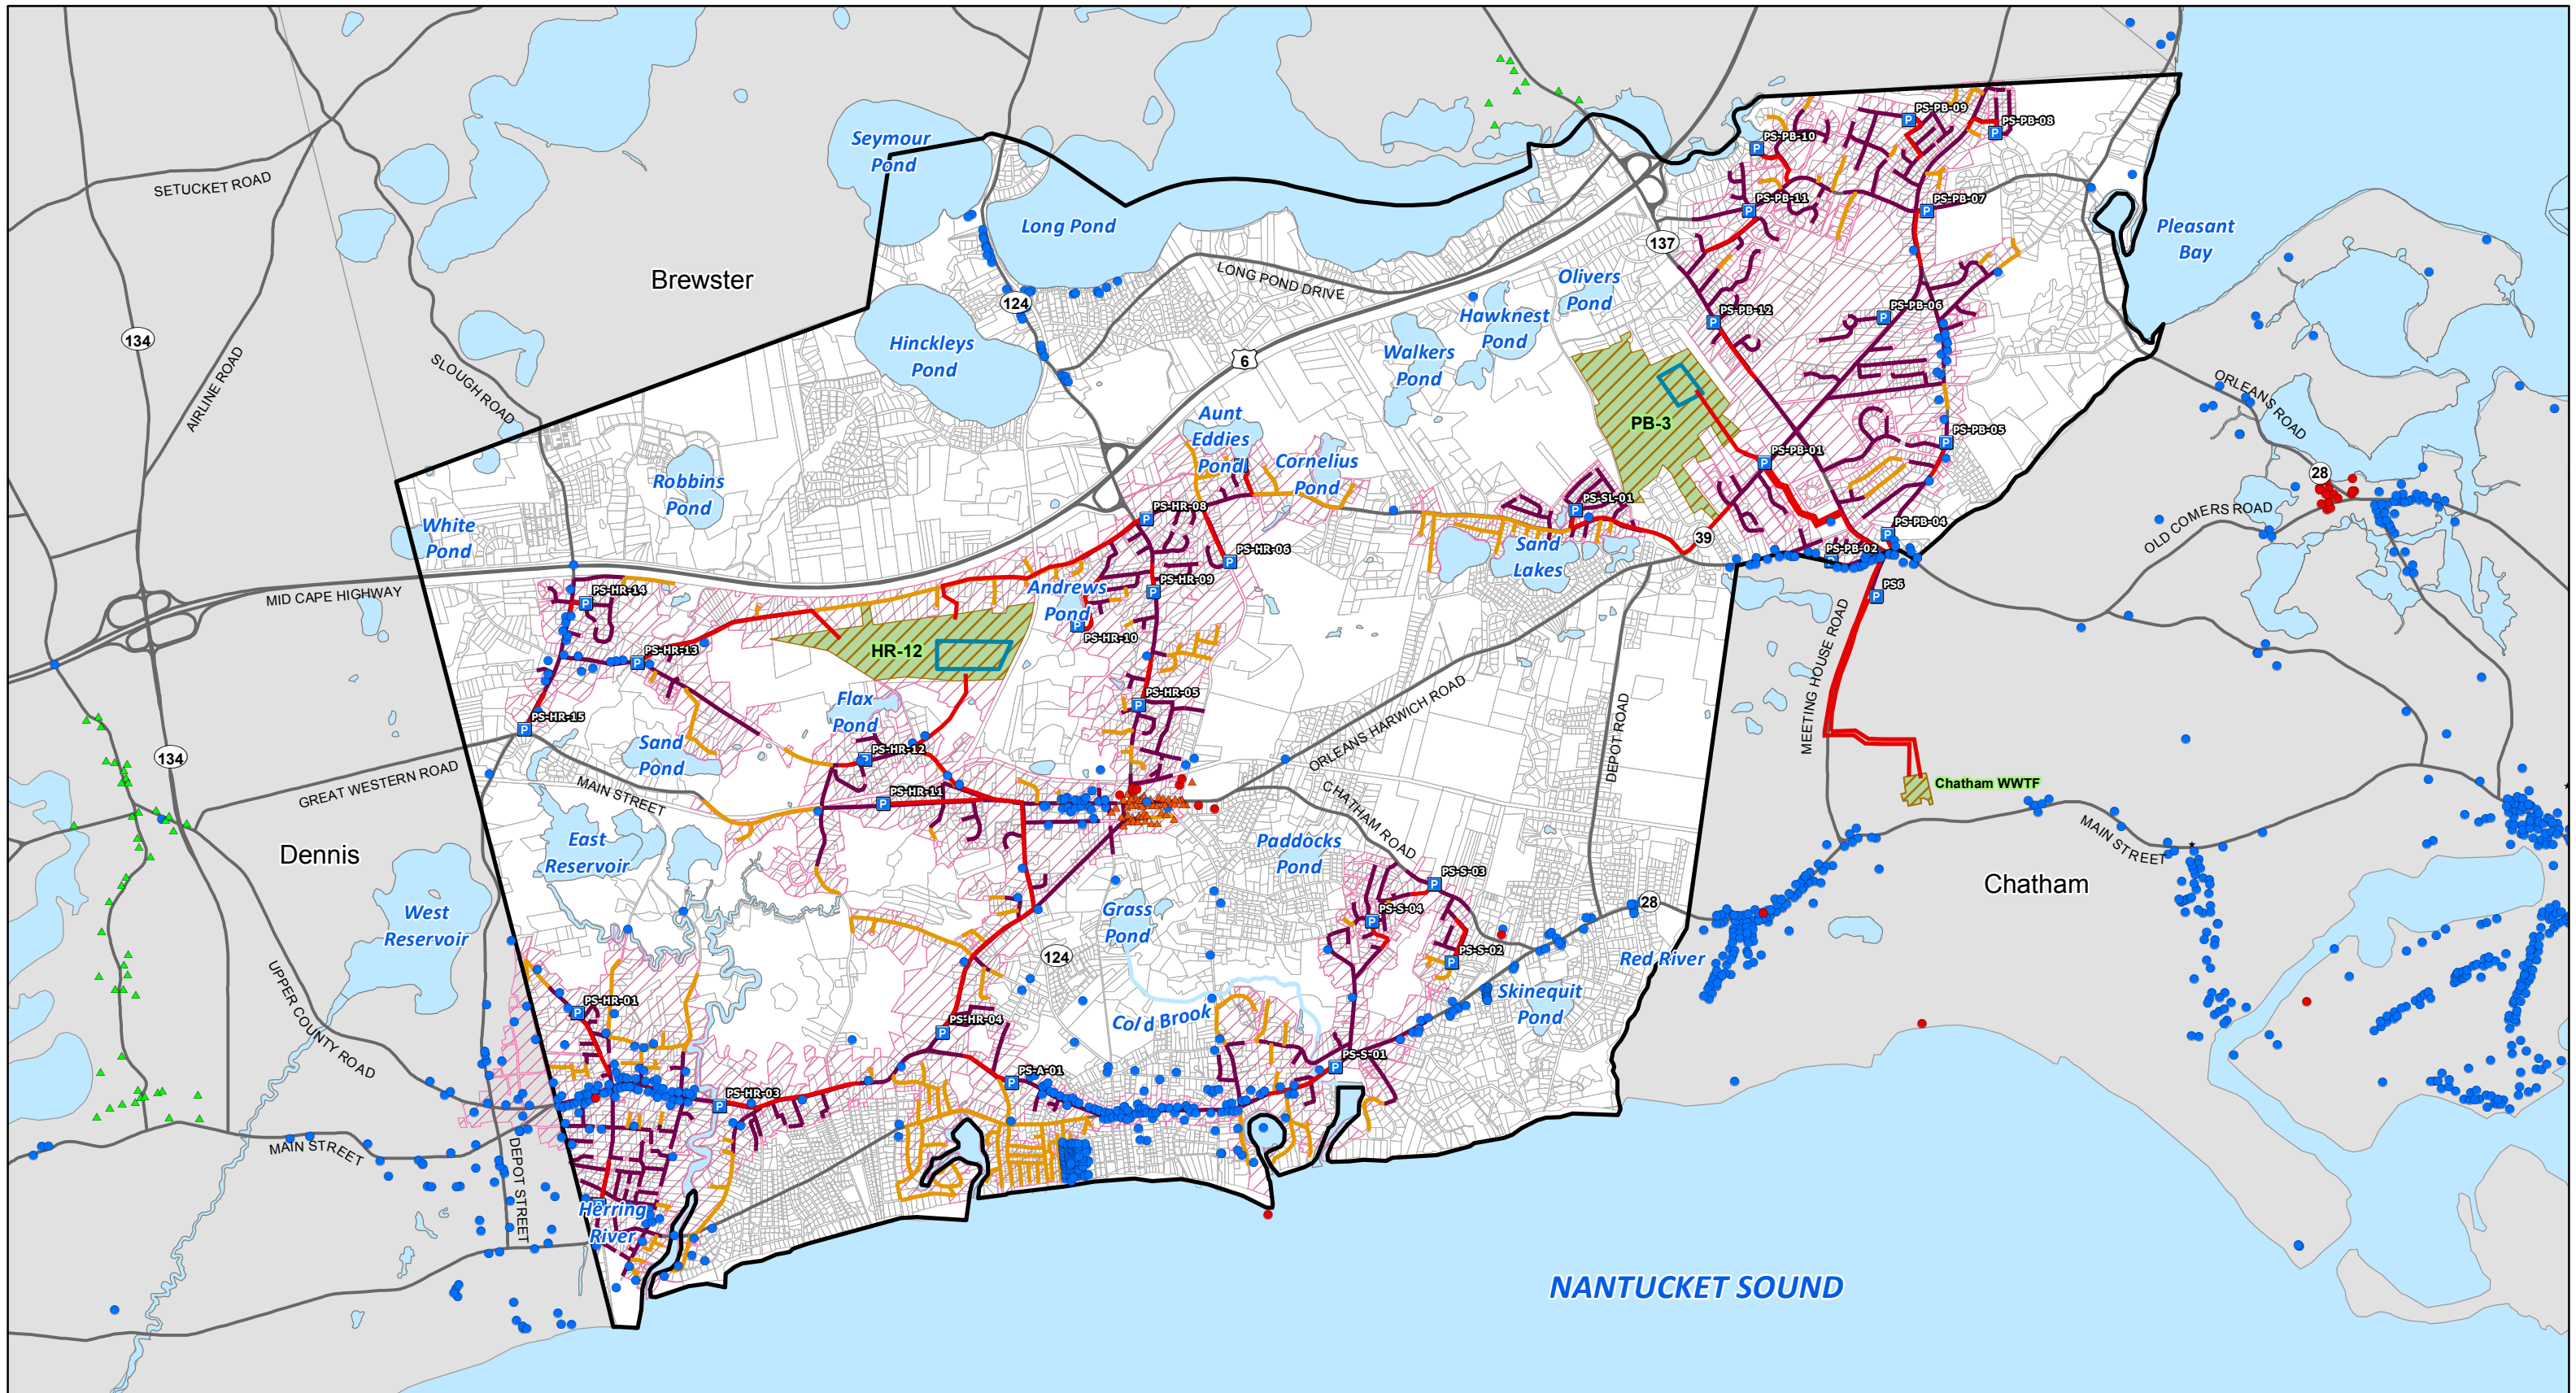 PS-PB-09
PS-PB-08
PS-PB-10
Seymour
Pond
SETUCKET ROAD
PS-PB-11
PS-PB-07
Long Pond
Pleasant
Bay
137
Brewster
LONG POND DRIVE
Olivers
Pond
124
PS-PB-06
Hawknest
Pond
PS-PB-12
134
Hinckleys
Pond
6
Walkers
Pond
AIRLINE ROAD
SLOUGH ROAD
ORLEANS ROAD
Aunt
Eddies
Pond
PB-3
PS-PB-05
PS-PB-01
Cornelius
Pond
28
Robbins
Pond
PS-SL-01
PS-HR-08
OLD COMERS ROAD
White
Pond
39
Sand
Lakes
PS-PB-04
PS-PB-02
PS-HR-06
PS-HR-09
PS6
MID CAPE HIGHWAY
PS-HR-14
Andrews
Pond
PS-HR-10
HR-12
PS-HR-13
MEETING HOUSE ROAD
PS-HR-05
Flax
Pond
ORLEANS HARWICH ROAD
PS-HR-15
DEPOT ROAD
Sand
Pond
PS-HR-12
134
GREAT WESTERN ROAD
MAIN STREET
PS-HR-11
Chatham WWTF
CHATHAM ROAD
MAIN STREET
East
Reservoir
Dennis
Paddocks
Pond
PS-S-03
Chatham
West
Reservoir
Grass
Pond
PS-S-04
28
124
PS-S-02
Red River
UPPER COUNTY ROAD
PS-HR-01
Skinequit
Pond
Cold Brook
PS-HR-04
PS-S-01
PS-A-01
PS-HR-03
MAIN STREET
DEPOT STREET
Herring
River
NANTUCKET SOUND